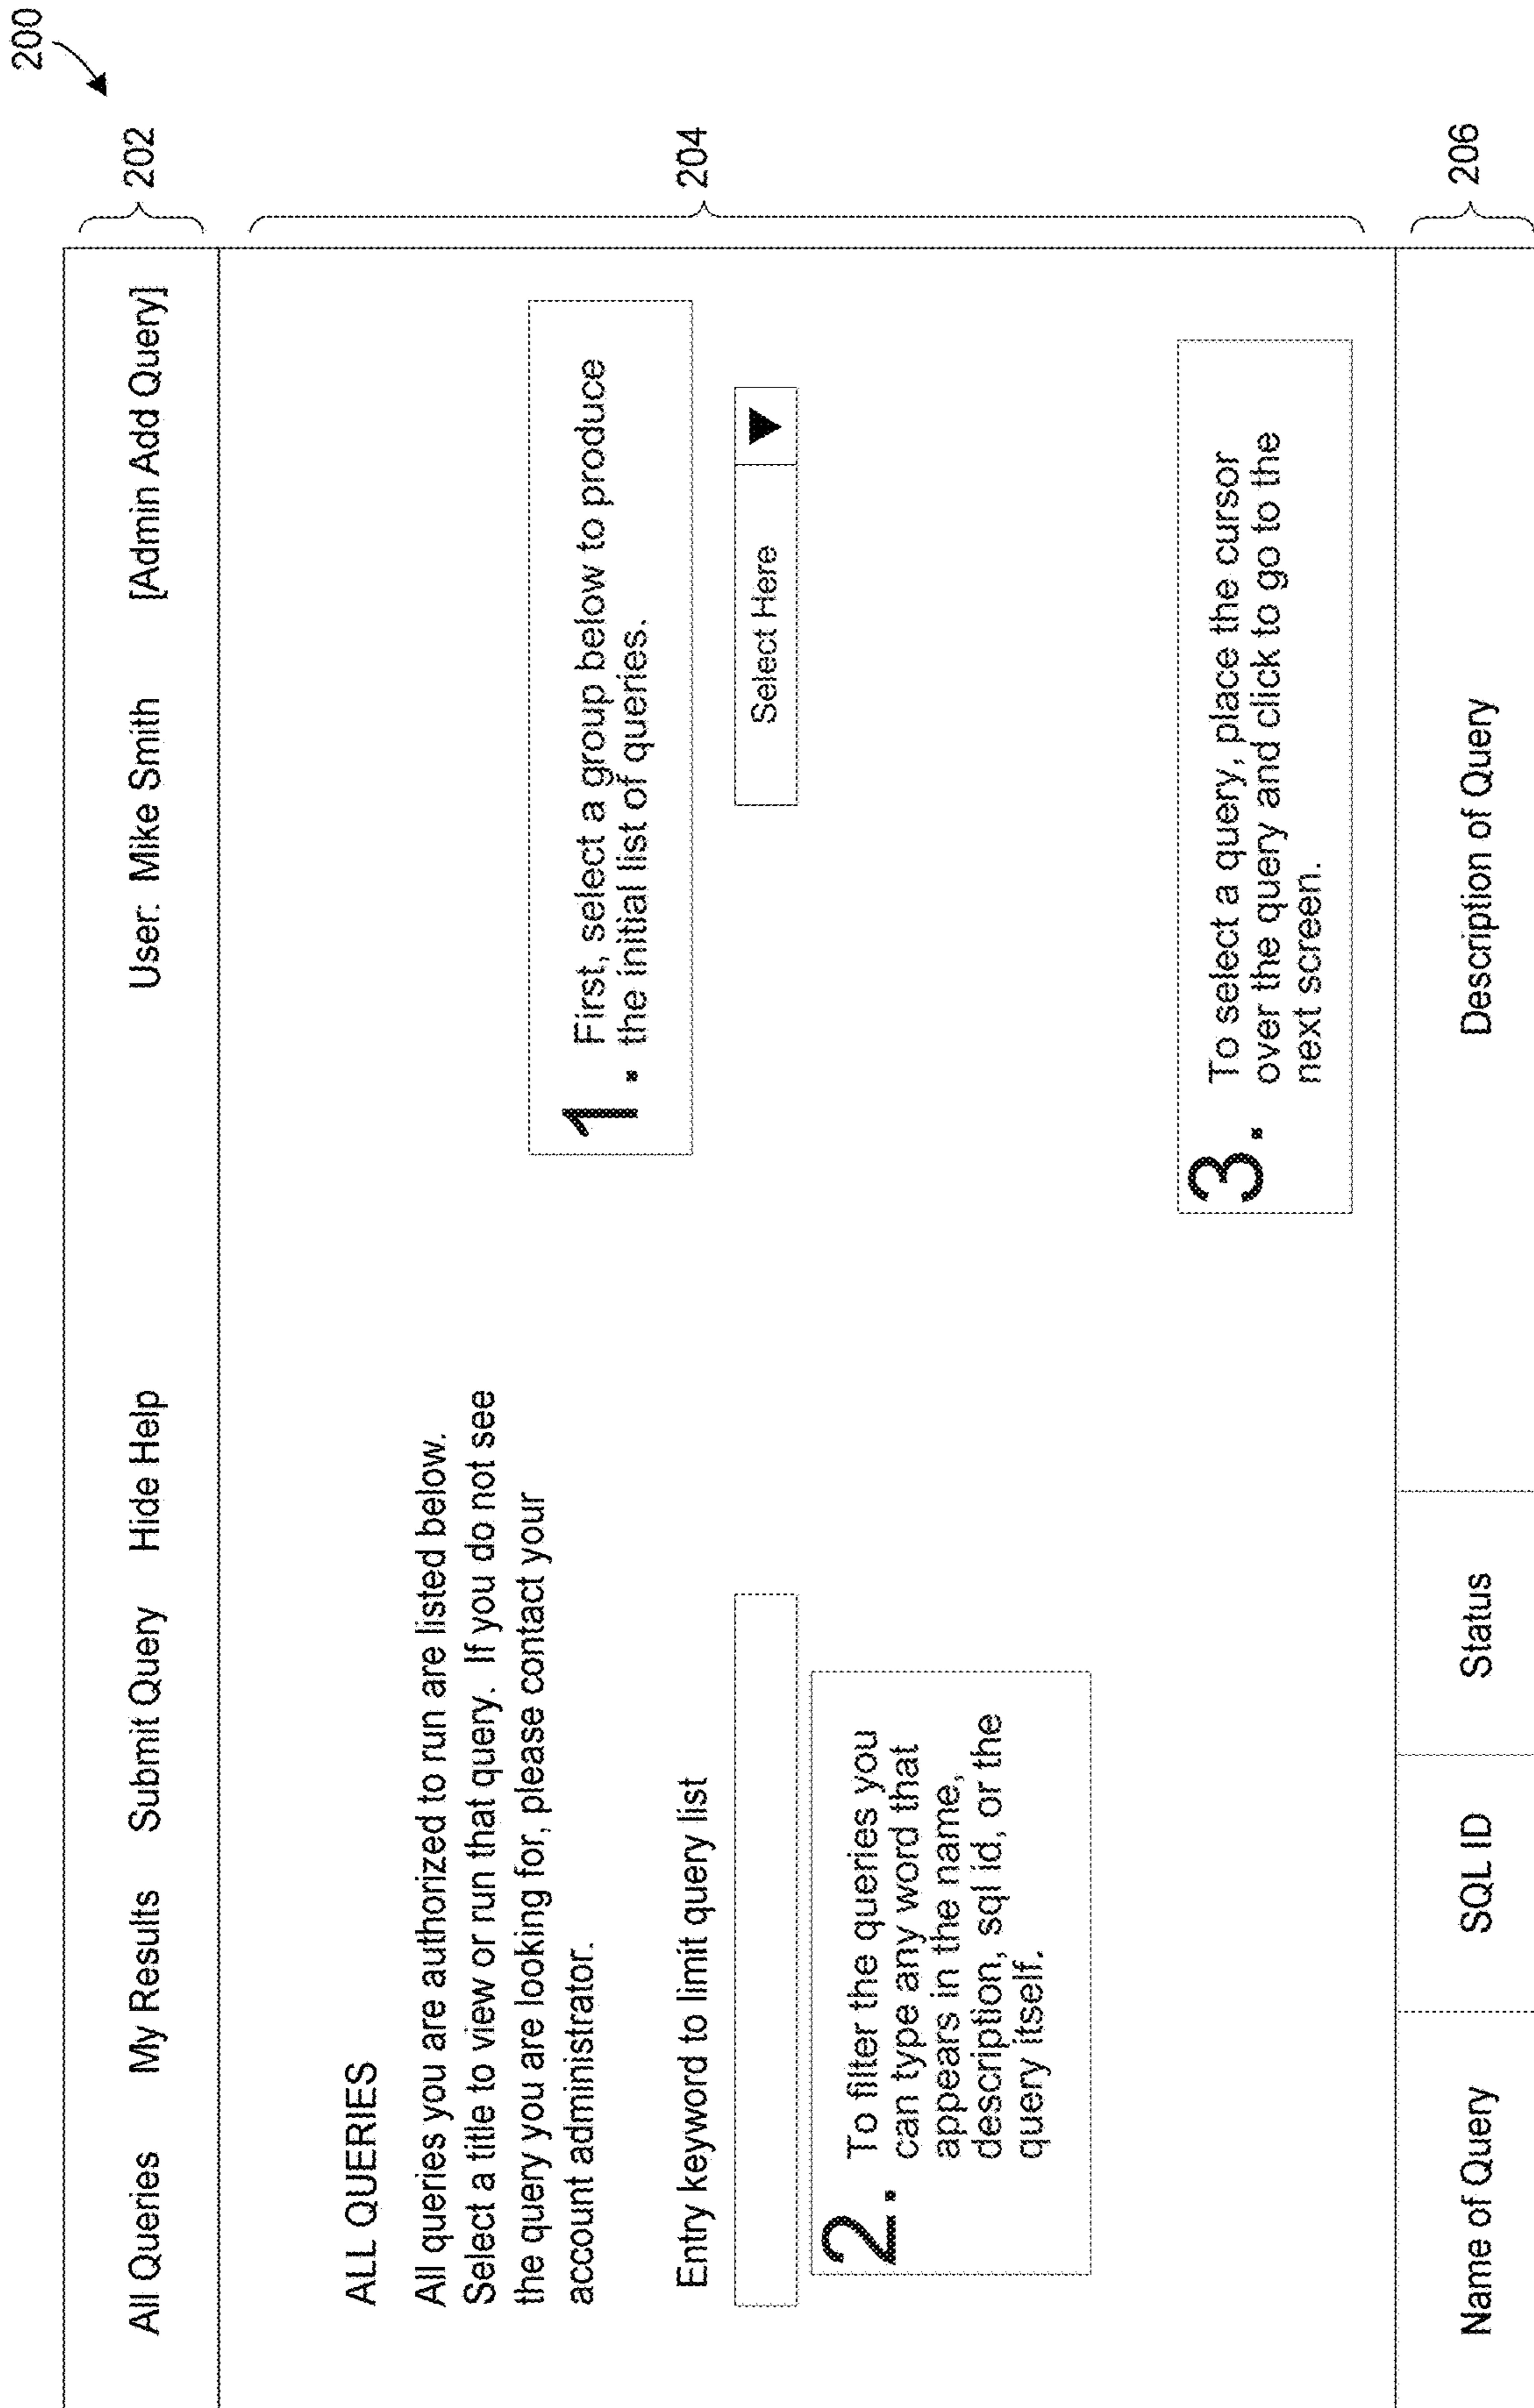 200
All Queries My Results Submit Query Hide Help User: Mike Smith [Admin Add Query]
202
ALL QUERIES
All queries you are authorized to run are listed below.
Select a title to view or run that query. If you do not see
the query you are looking for, please contact your
account administrator.
1. First, select a group below to produce
the initial list of queries.
Entry keyword to limit query list
Select Here
204
2. To filter the queries you
can type any word that
appears in the name,
description, sql id, or the
query itself.
3. To select a query, place the cursor
over the query and click to go to the
next screen.
Name of Query SQL ID Status Description of Query
206